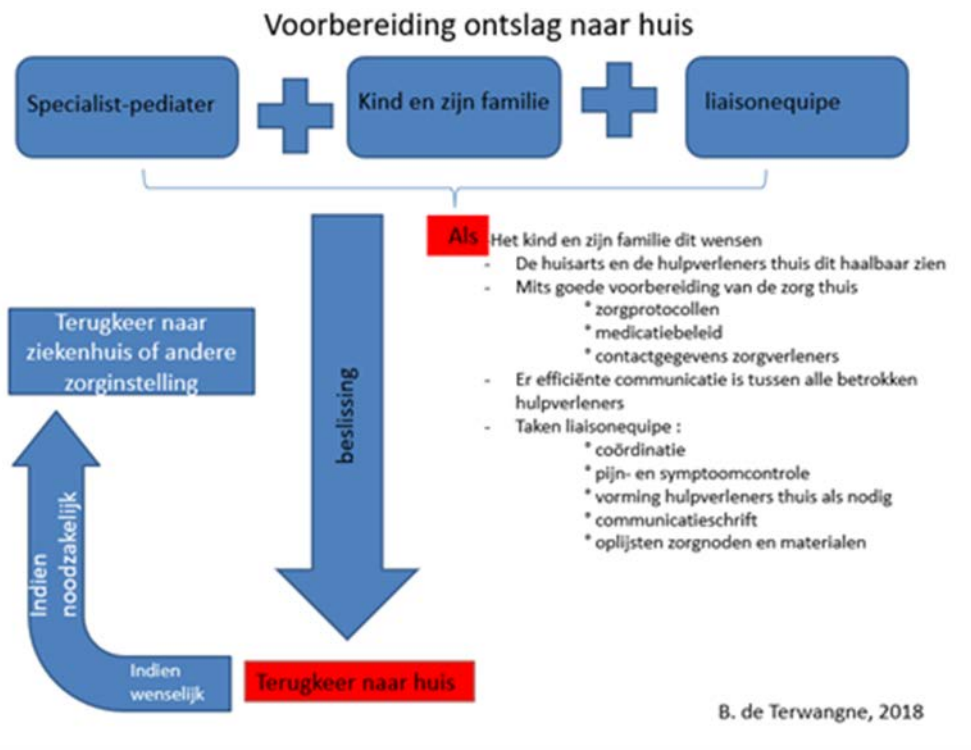 Voorbereiding ontslag naar huis
Specialist-pediater
Kind en zijn familie
liaisonequipe
Als
-Het kind en zijn familie dit wensen
- De huisarts en de hulpverleners thuis dit haalbaar zien
- Mits goede voorbereiding van de zorg thuis
* zorgprotocollen
* medicatiebeleid
* contactgegevens zorgverleners
- Er efficiënte communicatie is tussen alle betrokken
hulpverleners
- Taken liaisonequipe :
* coördinatie
* pijn- en symptoomcontrole
* vorming hulpverleners thuis als nodig
* communicatieschrift
* oplijsten zorgnoden en materialen
beslissing
Terugkeer naar huis
Indien
wenselijk
Indien
noodzakelijk
Terugkeer naar
ziekenhuis of andere
zorginstelling
B. de Terwangne, 2018